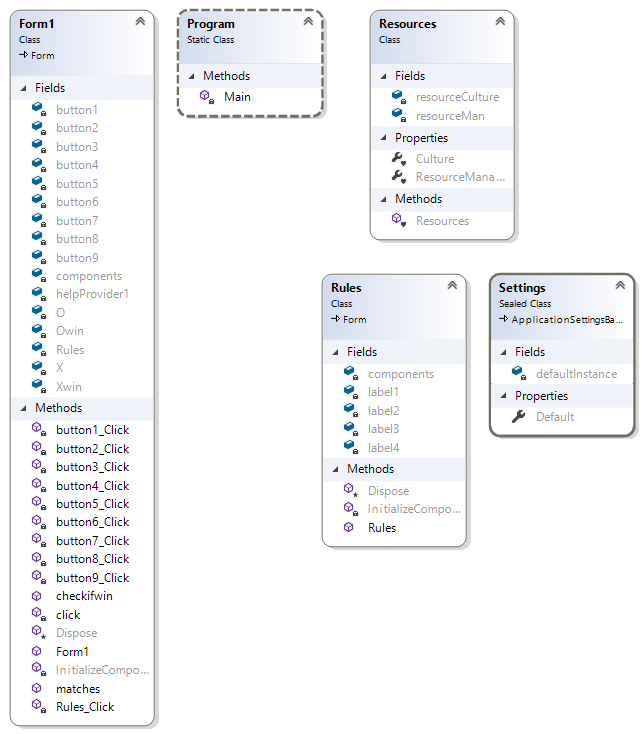 Form1
Class
Form
Fields
button1
button2
button3
button4
button5
button6
button7
button8
button9
components
helpProvider1
O
Owin
Rules
X
Xwin
Methods
button1_Click
button2_Click
button3_Click
button4_Click
button5_Click
button6_Click
button7_Click
button8_Click
button9_Click
checkifwin
click
Dispose
Form1
InitializeCompo...
matches
Rules_Click
Program
Static Class
Methods
Main
Resources
Class
Fields
resourceCulture
resourceMan
Properties
Culture
ResourceMana...
Methods
Resources
Rules
Class
Form
Fields
components
label1
label2
label3
label4
Methods
Dispose
InitializeCompo...
Rules
Settings
Sealed Class
ApplicationSettingsBa...
Fields
defaultInstance
Properties
Default